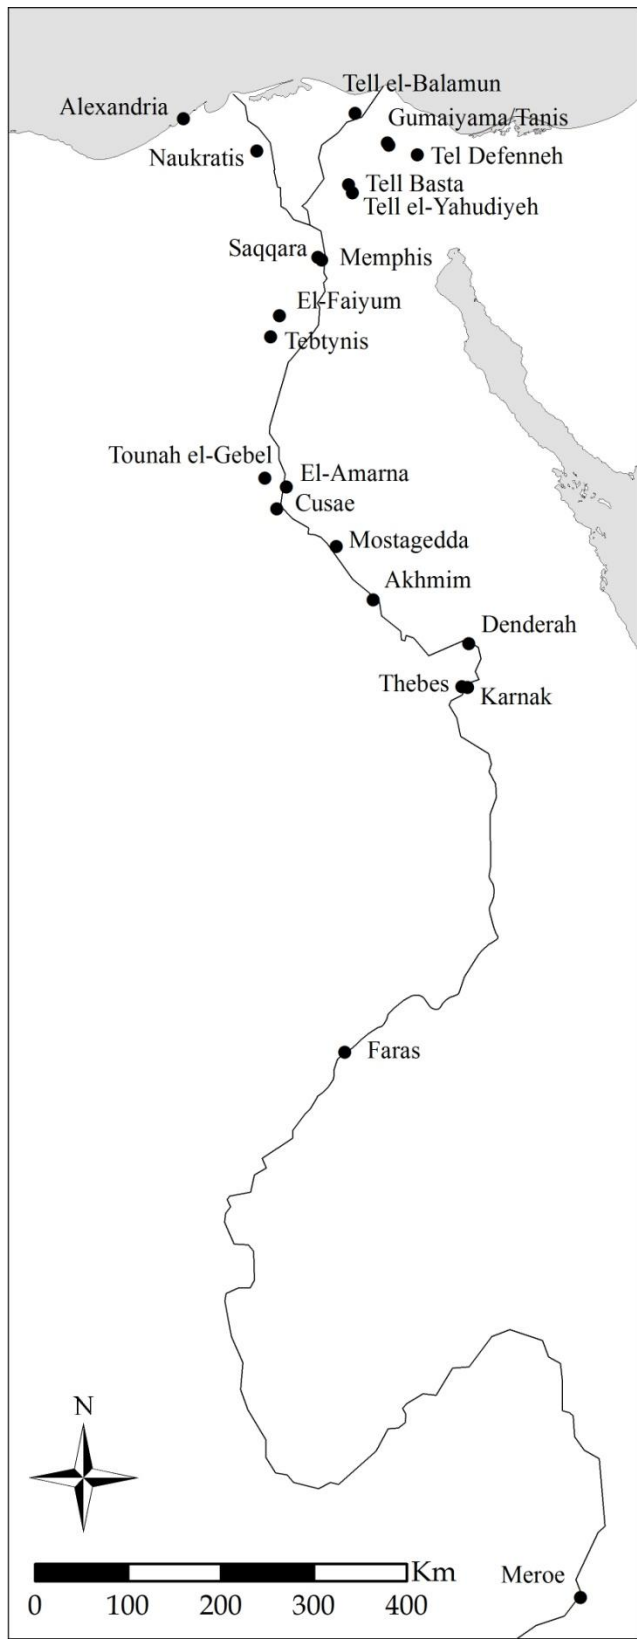 Tell el-Balamun
Alexandria
Gumaiyama/Tanis
Naukratis
Tel Defenneh
Tell Basta
Tell el-Yahudiyeh
Saqqara
Memphis
El-Faiyum
Tebtynis
Tounah el-Gebel
El-Amarna
Cusae
Mostagedda
Akhmim
Denderah
Thebes
Karnak
Faras
N
Km
0 100 200 300 400
Meroe